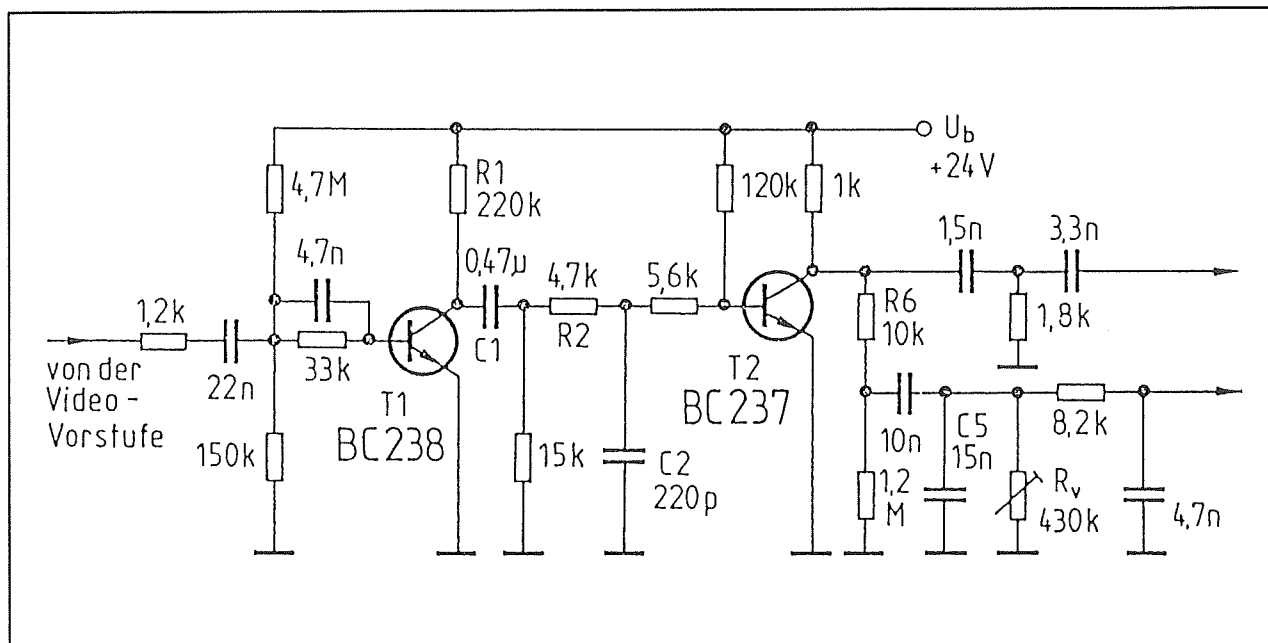 U_b
+24V
4,7M
R1
220k
120k
1k
4,7n
0,47µ
4,7k
5,6k
1,5n
3,3n
1,2k
R6
10k
1,8k
von der
Video-
Vorstufe
22n
33k
C1
R2
T1
BC238
T2
BC237
10n
C5
15n
8,2k
150k
15k
C2
220p
1,2
M
R_v
430k
4,7n